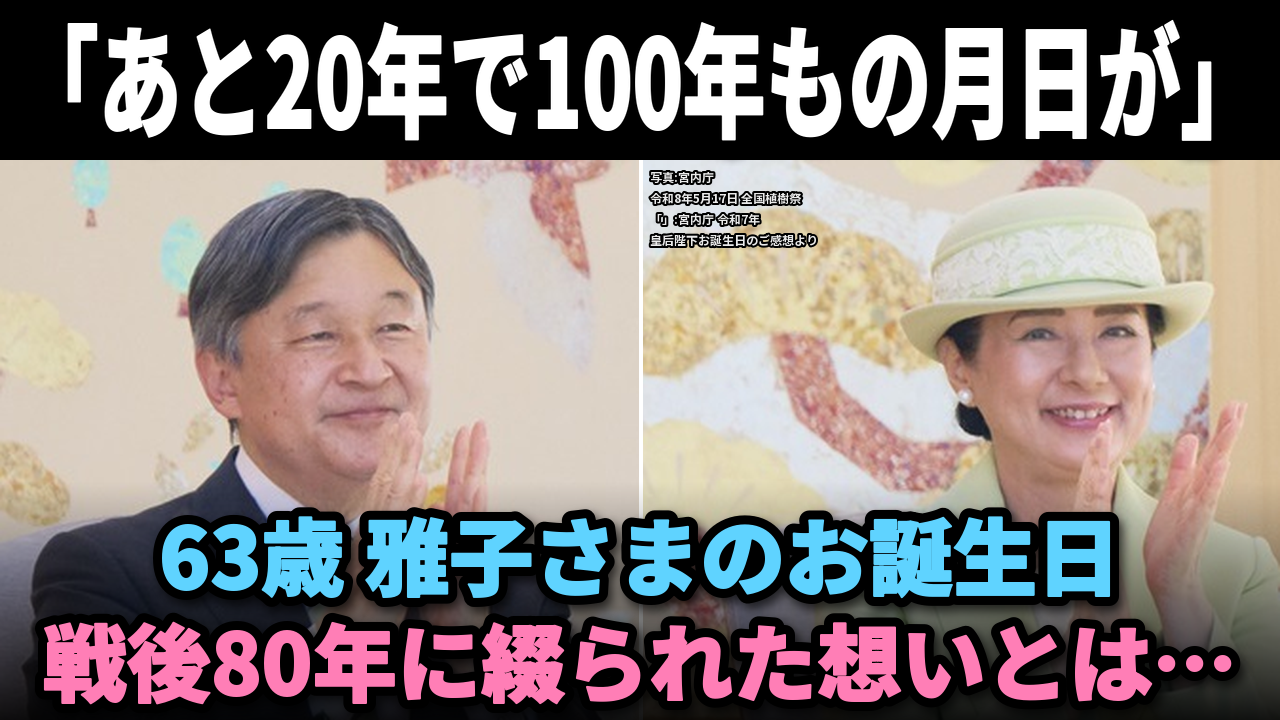 「あと20年で100年もの月日が」
写真:宮内庁
令和8年5月17日 全国植樹祭
「」:宮内庁 令和7年
皇后陛下お誕生日のご感想より
63歳 雅子さまのお誕生日
戦後80年に綴られた想いとは…